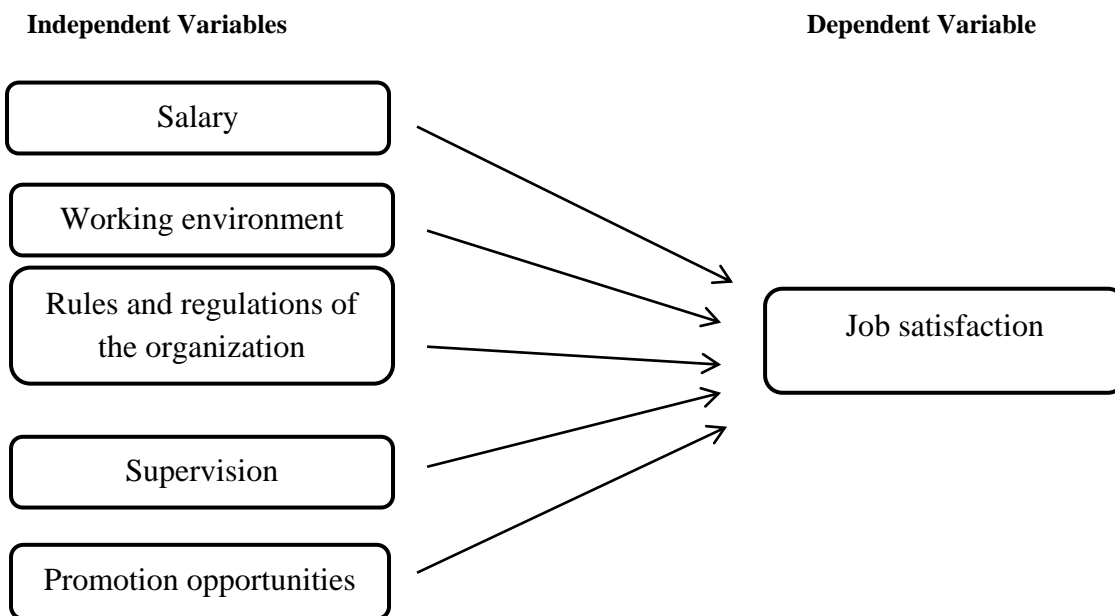 Independent Variables
Dependent Variable
Salary
Working environment
Rules and regulations of
the organization
Supervision
Promotion opportunities
Job satisfaction